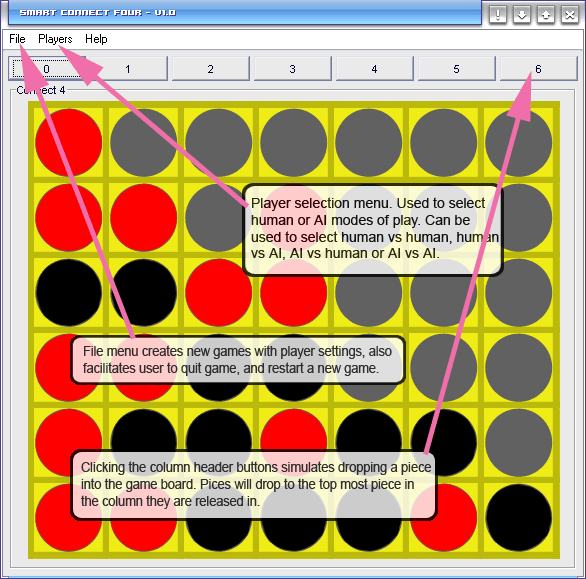 SMART CONNECT FOUR - V1.0
File Players Help
0 1 2 3 4 5 6
Connect 4
Player selection menu. Used to select
human or AI modes of play. Can be
used to select human vs human, human
vs AI, AI vs human or AI vs AI.
File menu creates new games with player settings, also
facilitates user to quit game, and restart a new game.
Clicking the column header buttons simulates dropping a piece
into the game board. Pices will drop to the top most piece in
the column they are released in.